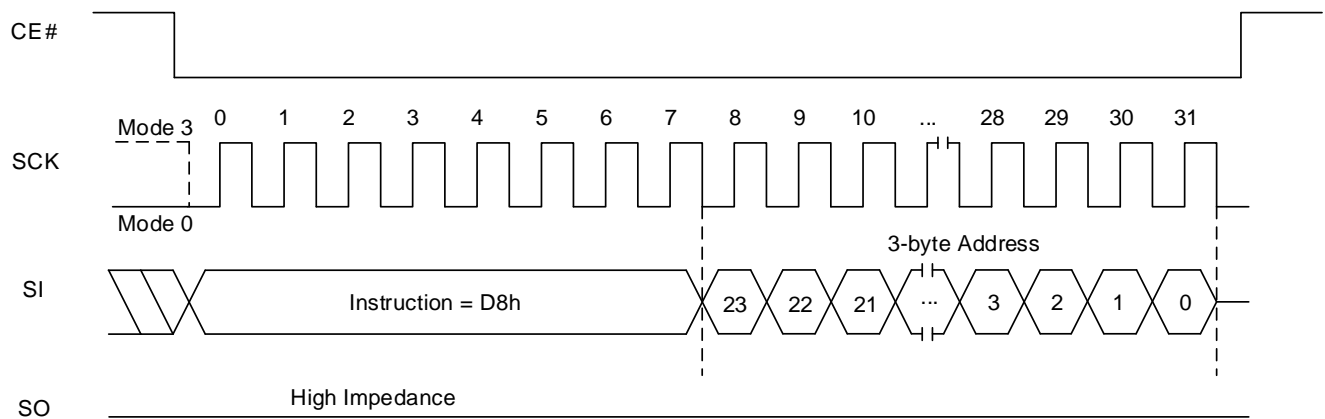 CE#
Mode 3 0 1 2 3 4 5 6 7 8 9 10 ... 28 29 30 31
SCK
Mode 0
3-byte Address
SI Instruction = D8h 23 22 21 ... 3 2 1 0
High Impedance
SO